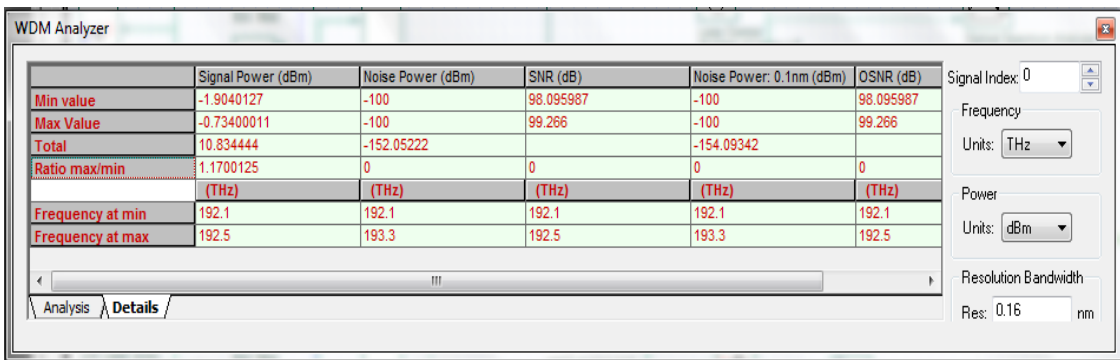 WDM Analyzer
Signal Power (dBm) Noise Power (dBm) SNR (dB) Noise Power: 0.1nm (dBm) OSNR (dB)
Min value -1.9040127 -100 98.095987 -100 98.095987
Max Value -0.73400011 -100 99.266 -100 99.266
Total 10.834444 -152.05222 -154.09342
Ratio max/min 1.1700125 0 0 0 0
(THz) (THz) (THz) (THz) (THz)
Frequency at min 192.1 192.1 192.1 192.1 192.1
Frequency at max 192.5 193.3 192.5 193.3 192.5
Analysis Details
Signal Index: 0
Frequency
Units: THz
Power
Units: dBm
Resolution Bandwidth
Res: 0.16 nm